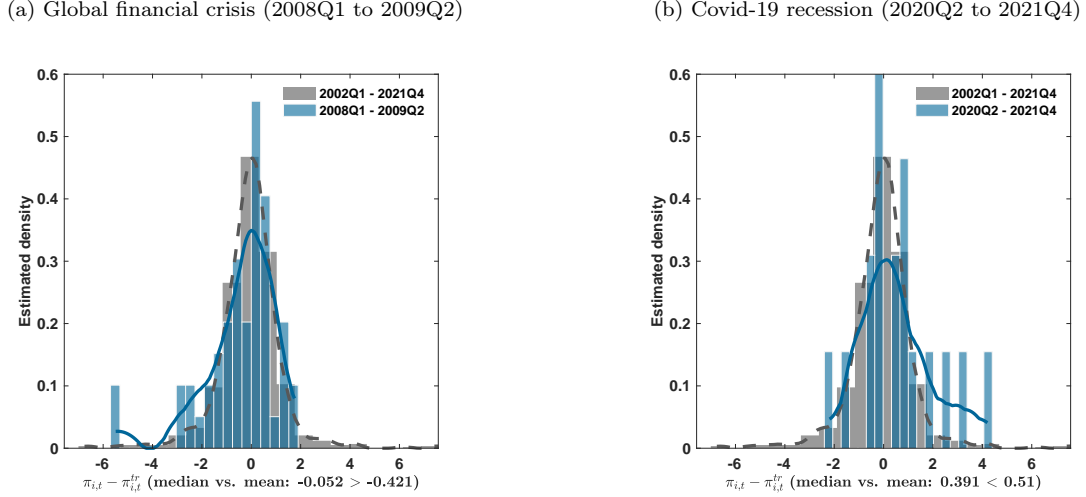 (a) Global financial crisis (2008Q1 to 2009Q2)
0.6
0.5
0.4
0.3
0.2
0.1
0
Estimated density
2002Q1 - 2021Q4
2008Q1 - 2009Q2
-6 -4 -2 0 2 4 6
π_{i,t} − π^{tr}_{i,t} (median vs. mean: -0.052 > -0.421)
(b) Covid-19 recession (2020Q2 to 2021Q4)
0.6
0.5
0.4
0.3
0.2
0.1
0
Estimated density
2002Q1 - 2021Q4
2020Q2 - 2021Q4
-6 -4 -2 0 2 4 6
π_{i,t} − π^{tr}_{i,t} (median vs. mean: 0.391 < 0.51)